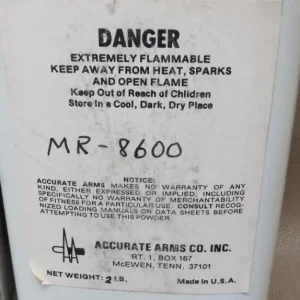 DANGER
EXTREMELY FLAMMABLE
KEEP AWAY FROM HEAT, SPARKS
AND OPEN FLAME
Keep Out of Reach of Children
Store in a Cool, Dark, Dry Place
MR-8600
NOTICE:
ACCURATE ARMS MAKES NO WARRANTY OF ANY
KIND, EITHER EXPRESSED OR IMPLIED, INCLUDING
SPECIFICALLY NO WARRANTY OF MERCHANTABILITY
OF FITNESS FOR A PARTICULAR USE. CONSULT RECOG-
NIZED LOADING MANUALS OR DATA SHEETS BEFORE
ATTEMPTING TO USE THIS POWDER.
ACCURATE ARMS CO. INC.
RT. 1, BOX 167
McEWEN, TENN. 37101
NET WEIGHT: 2 LB. Made in U.S.A.